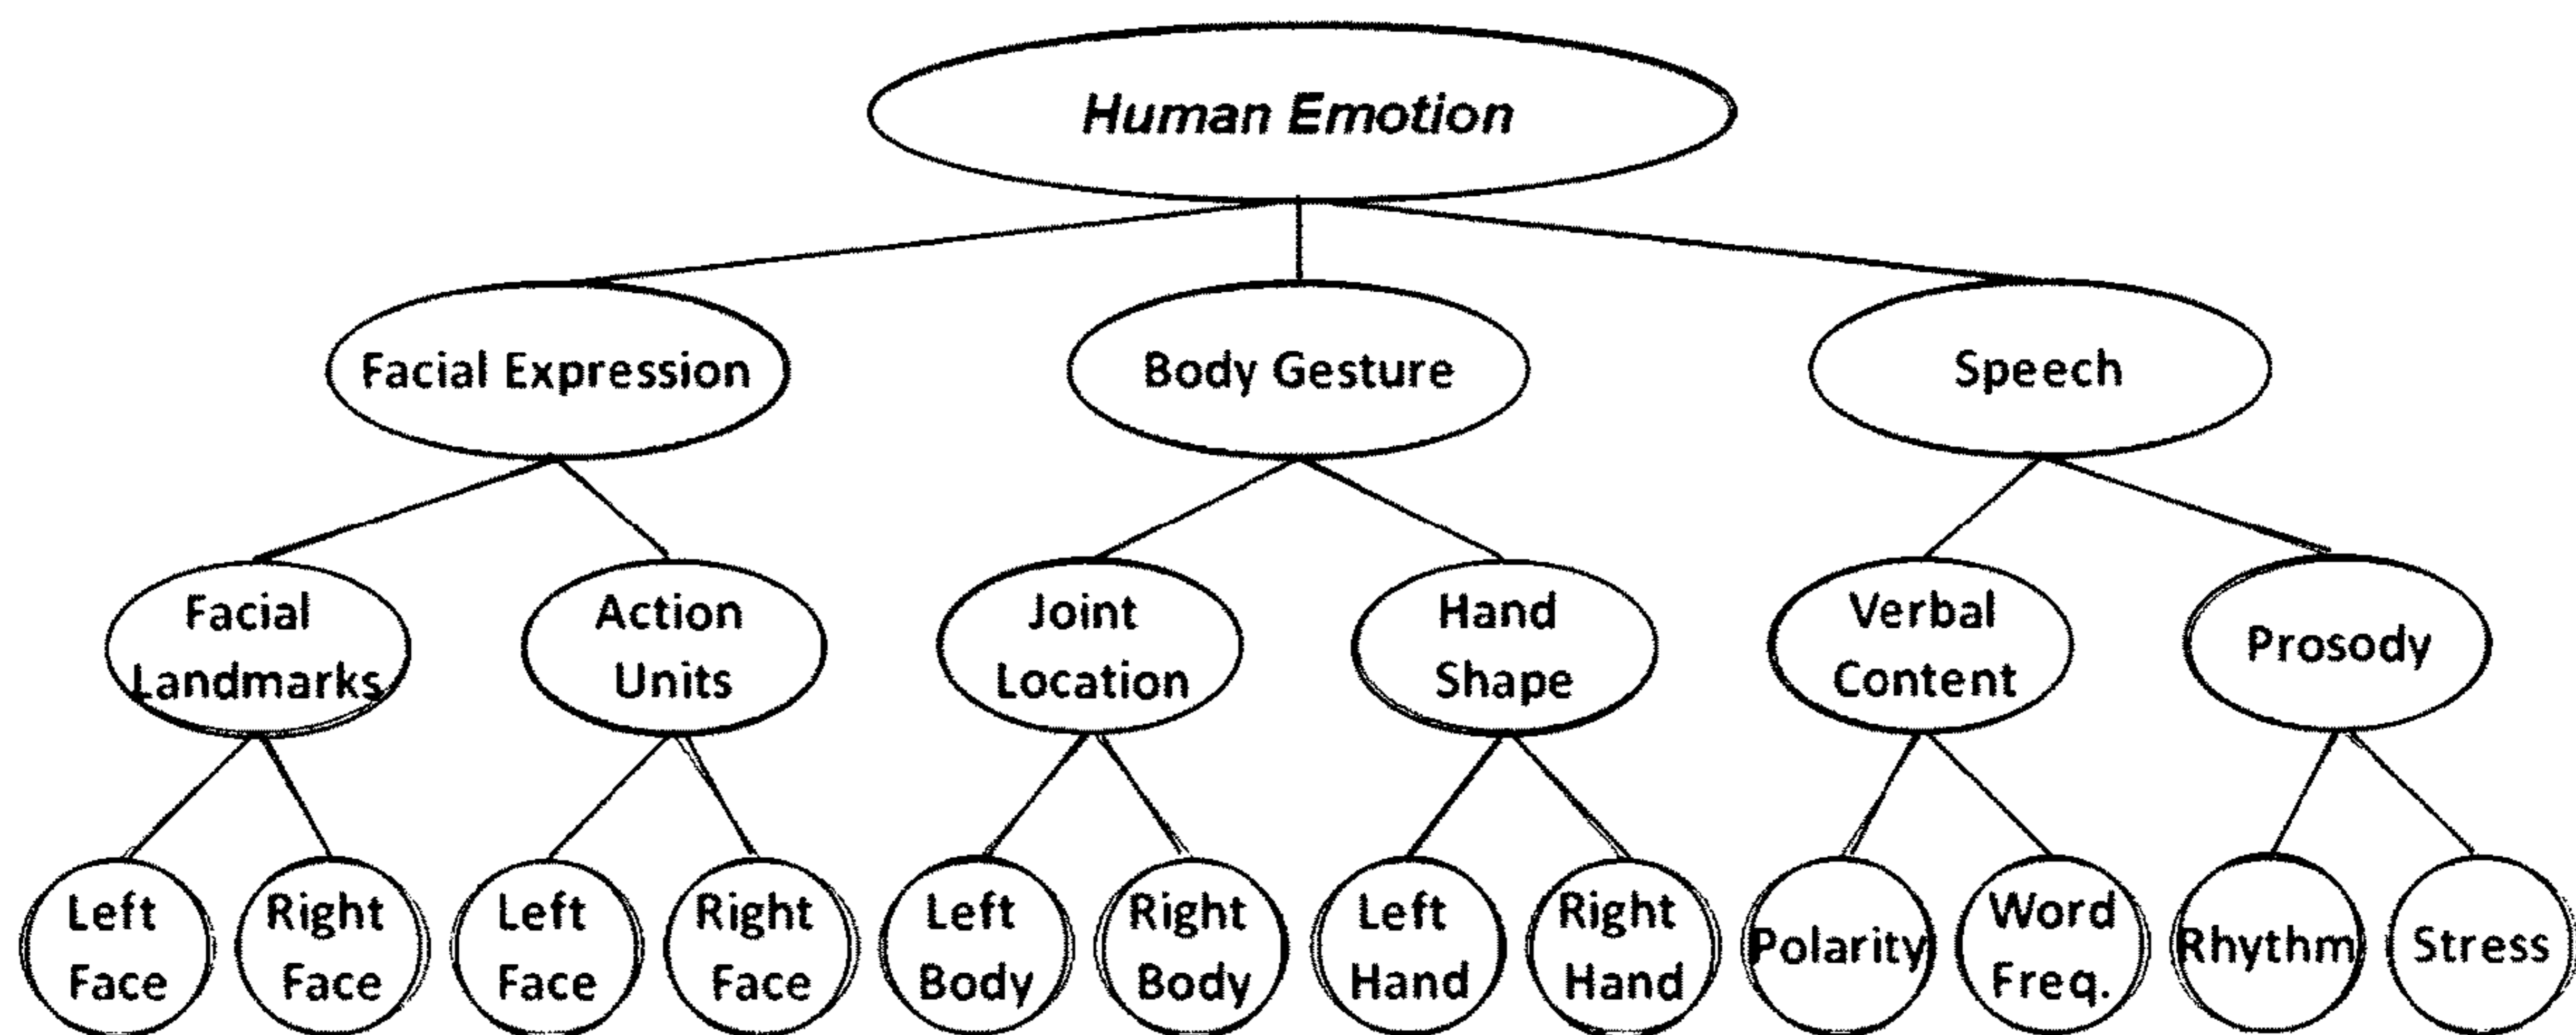 Human Emotion
Facial Expression
Body Gesture
Speech
Facial
Landmarks
Action
Units
Joint
Location
Hand
Shape
Verbal
Content
Prosody
Left
Face
Right
Face
Left
Face
Right
Face
Left
Body
Right
Body
Left
Hand
Right
Hand
Polarity
Word
Freq.
Rhythm
Stress